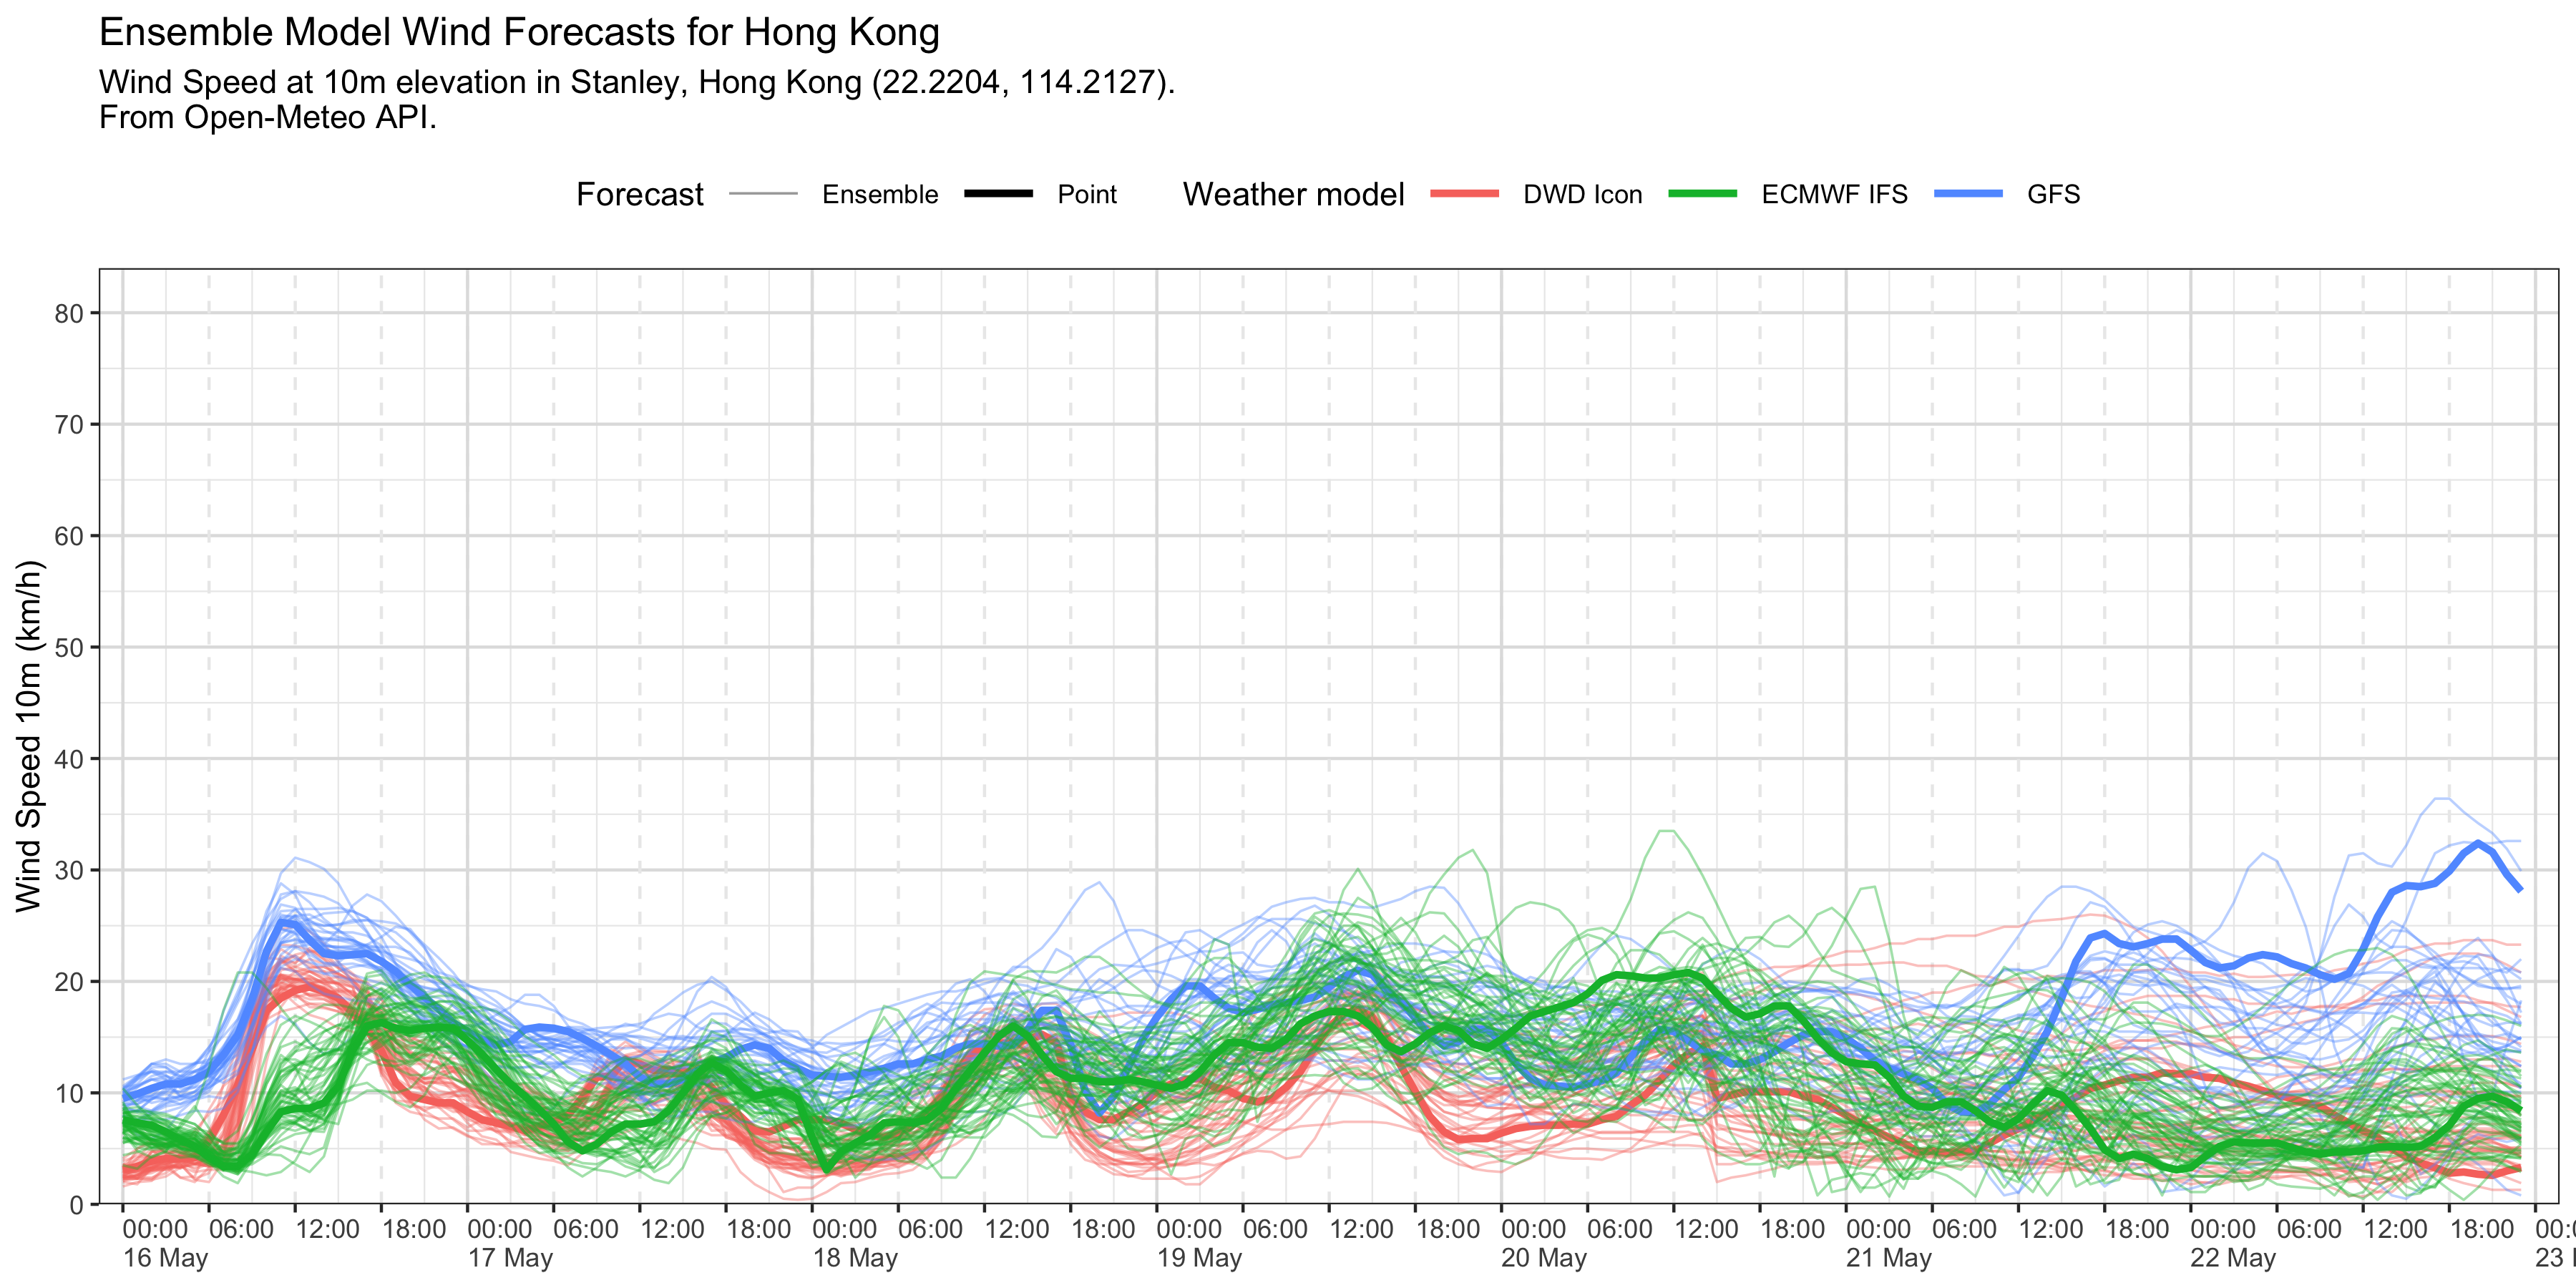 Ensemble Model Wind Forecasts for Hong Kong
Wind Speed at 10m elevation in Stanley, Hong Kong (22.2204, 114.2127).
From Open-Meteo API.
Forecast Ensemble Point Weather model DWD Icon ECMWF IFS GFS
Wind Speed 10m (km/h)
80
70
60
50
40
30
20
10
0
00:00 06:00 12:00 18:00 00:00 06:00 12:00 18:00 00:00 06:00 12:00 18:00 00:00 06:00 12:00 18:00 00:00 06:00 12:00 18:00 00:00 06:00 12:00 18:00 00:00 06:00 12:00 18:00
16 May 17 May 18 May 19 May 20 May 21 May 22 May 23